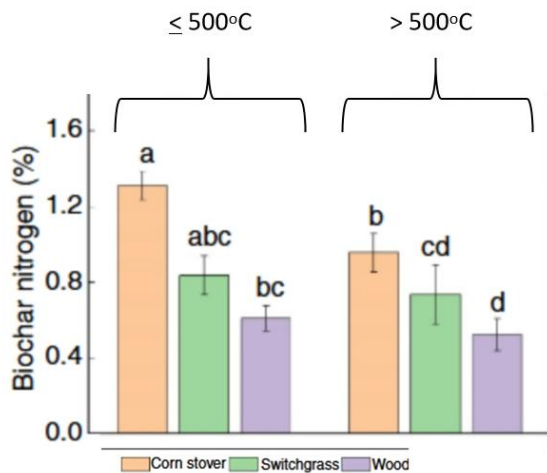 ≤ 500°C > 500°C
Biochar nitrogen (%)
1.6
1.2
0.8
0.4
0.0
a
abc
bc
b
cd
d
Corn stover Switchgrass Wood